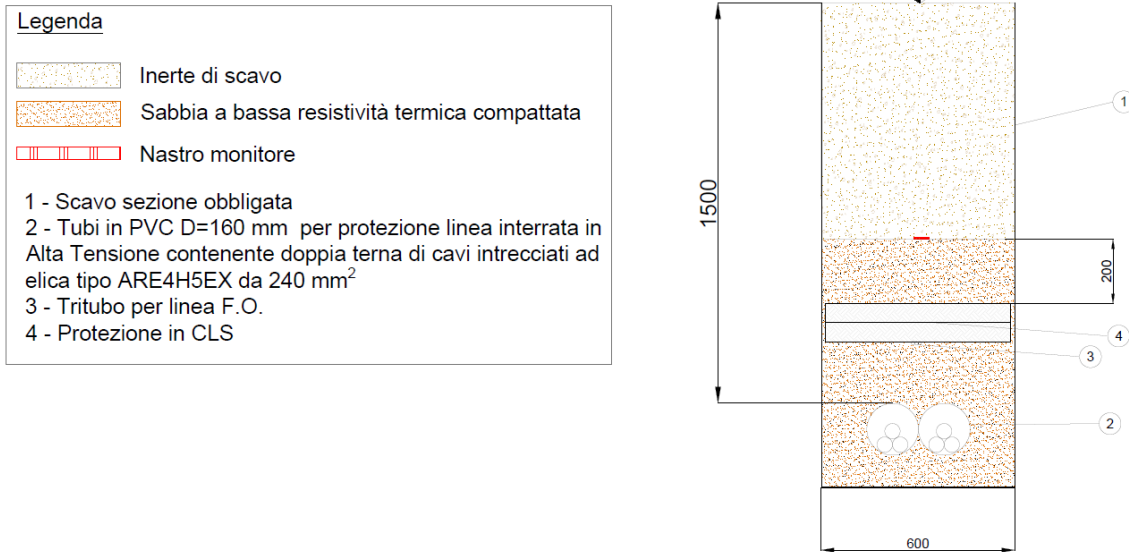 Legenda
Inerte di scavo
Sabbia a bassa resistività termica compattata
Nastro monitore
1 - Scavo sezione obbligata
2 - Tubi in PVC D=160 mm per protezione linea interrata in
Alta Tensione contenente doppia terna di cavi intrecciati ad
elica tipo ARE4H5EX da 240 mm²
3 - Tritubo per linea F.O.
4 - Protezione in CLS
1500
1
200
4
3
2
600